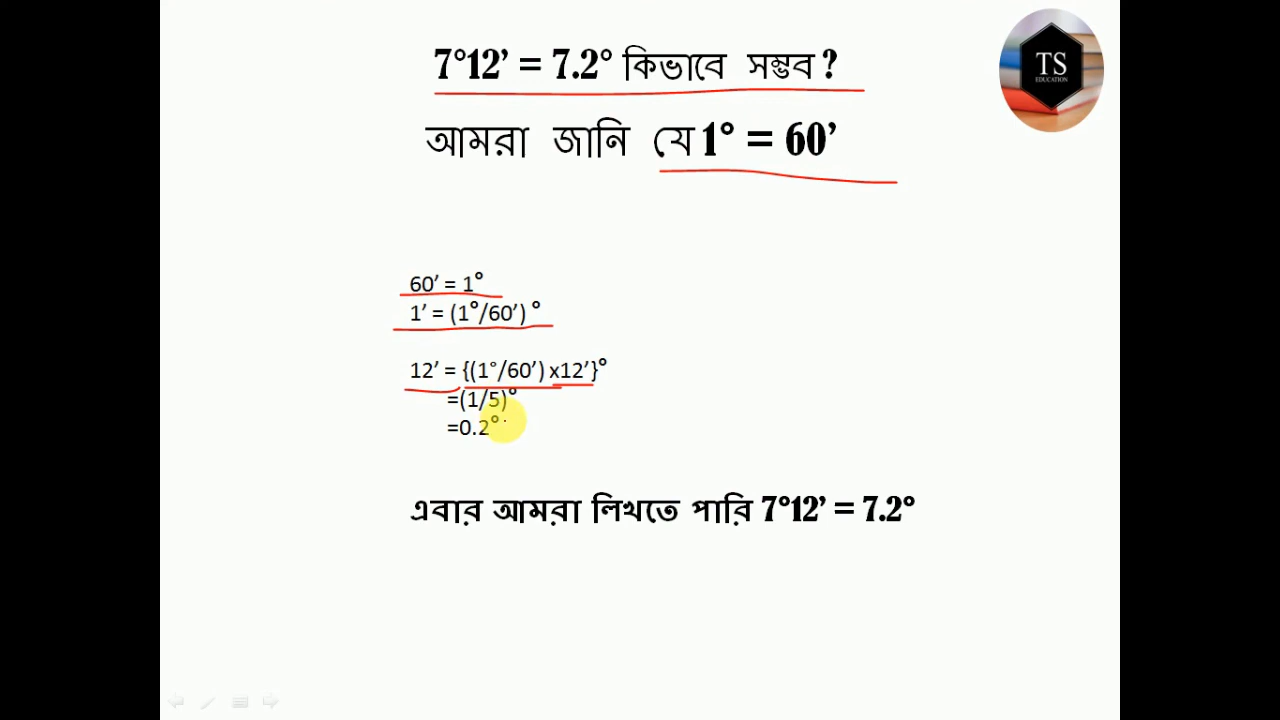 7°12’ = 7.2° কিভাবে সম্ভব ?
TS
EDUCATION
আমরা জানি যে 1° = 60’
60’ = 1°
1’ = (1°/60’) °
12’ = {(1°/60’) x12’}°
=(1/5)°
=0.2°
এবার আমরা লিখতে পারি 7°12’ = 7.2°